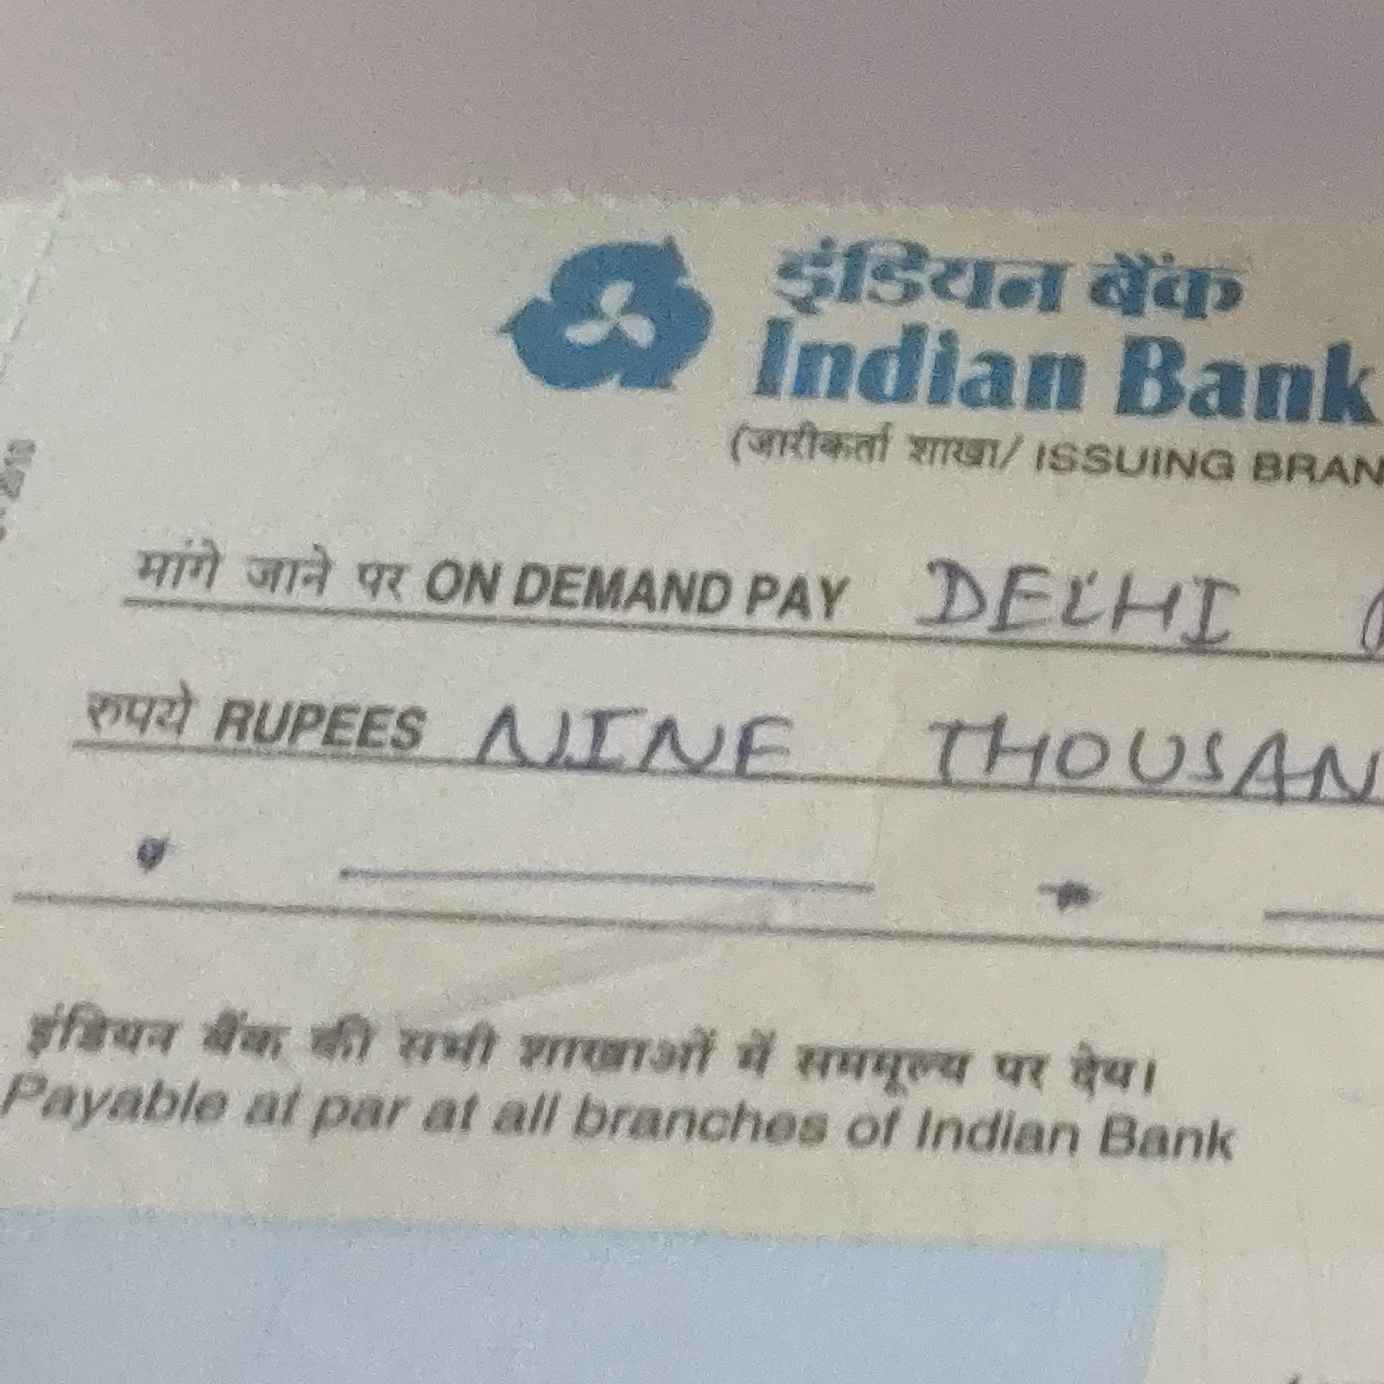 इंडियन बैंक
Indian Bank
(जारीकर्ता शाखा/ ISSUING BRAN
मांगे जाने पर ON DEMAND PAY DELHI
रुपये RUPEES NINE THOUSAN
इंडियन बैंक की सभी शाखाओं में सममूल्य पर देय।
Payable at par at all branches of Indian Bank